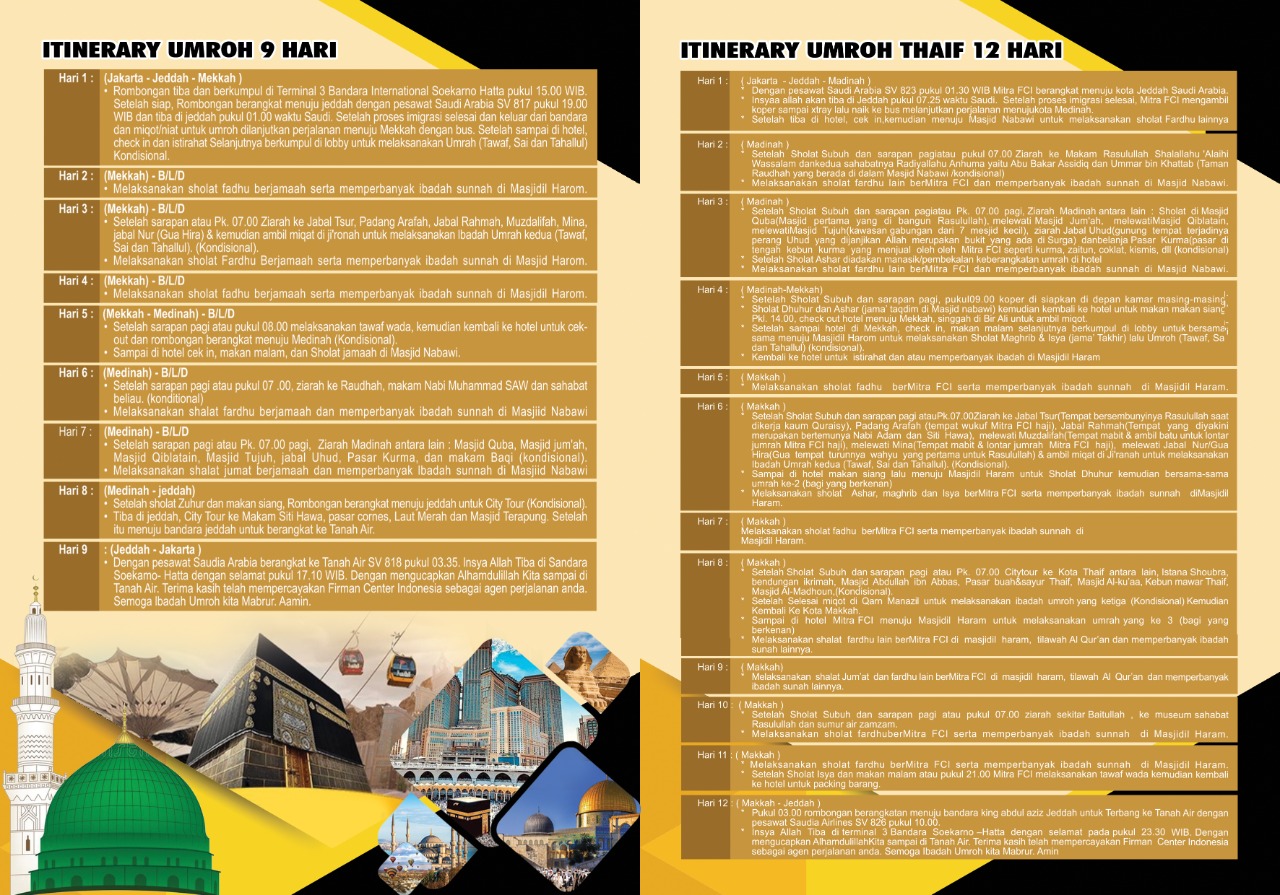 ITINERARY UMROH 9 HARI
Hari 1 : (Jakarta - Jeddah - Mekkah )
• Rombongan tiba dan berkumpul di Terminal 3 Bandara International Soekarno Hatta pukul 15.00 WIB.
Setelah siap, Rombongan berangkat menuju jeddah dengan pesawat Saudi Arabia SV 817 pukul 19.00
WIB dan tiba di jeddah pukul 01.00 waktu Saudi. Setelah proses imigrasi selesai dan keluar dari bandara
dan miqot/niat untuk umroh dilanjutkan perjalanan menuju Mekkah dengan bus. Setelah sampai di hotel,
check in dan istirahat Selanjutnya berkumpul di lobby untuk melaksanakan Umrah (Tawaf, Sai dan Tahallul)
Kondisional.
Hari 2 : (Mekkah) - B/L/D
• Melaksanakan sholat fadhu berjamaah serta memperbanyak ibadah sunnah di Masjidil Harom.
Hari 3 : (Mekkah) - B/L/D
• Setelah sarapan atau Pk. 07.00 Ziarah ke Jabal Tsur, Padang Arafah, Jabal Rahmah, Muzdalifah, Mina,
jabal Nur (Gua Hira) & kemudian ambil miqat di ji'ronah untuk melaksanakan Ibadah Umrah kedua (Tawaf,
Sai dan Tahallul). (Kondisional).
• Melaksanakan sholat Fardhu Berjamaah serta memperbanyak ibadah sunnah di Masjid Harom.
Hari 4 : (Mekkah) - B/L/D
• Melaksanakan sholat fadhu berjamaah serta memperbanyak ibadah sunnah di Masjidil Harom.
Hari 5 : (Mekkah - Medinah) - B/L/D
• Setelah sarapan pagi atau pukul 08.00 melaksanakan tawaf wada, kemudian kembali ke hotel untuk cek-
out dan rombongan berangkat menuju Medinah (Kondisional).
• Sampai di hotel cek in, makan malam, dan Sholat jamaah di Masjid Nabawi.
Hari 6 : (Medinah) - B/L/D
• Setelah sarapan pagi atau pukul 07 .00, ziarah ke Raudhah, makam Nabi Muhammad SAW dan sahabat
beliau. (konditional)
• Melaksanakan shalat fardhu berjamaah dan memperbanyak ibadah sunnah di Masjiid Nabawi
Hari 7 : (Medinah) - B/L/D
• Setelah sarapan pagi atau Pk. 07.00 pagi, Ziarah Madinah antara lain : Masjid Quba, Masjid jum'ah,
Masjid Qiblatain, Masjid Tujuh, jabal Uhud, Pasar Kurma, dan makam Baqi (kondisional).
• Melaksanakan shalat jumat berjamaah dan memperbanyak Ibadah sunnah di Masjiid Nabawi
Hari 8 : (Medinah - jeddah)
• Setelah sholat Zuhur dan makan siang, Rombongan berangkat menuju jeddah untuk City Tour (Kondisional).
• Tiba di jeddah, City Tour ke Makam Siti Hawa, pasar cornes, Laut Merah dan Masjid Terapung. Setelah
itu menuju bandara jeddah untuk berangkat ke Tanah Air.
Hari 9 : (Jeddah - Jakarta )
• Dengan pesawat Saudia Arabia berangkat ke Tanah Air SV 818 pukul 03.35. Insya Allah Tiba di Sandara
Soekarno- Hatta dengan selamat pukul 17.10 WIB. Dengan mengucapkan Alhamdulillah Kita sampai di
Tanah Air. Terima kasih telah mempercayakan Firman Center Indonesia sebagai agen perjalanan anda.
Semoga Ibadah Umroh kita Mabrur. Aamin.
ITINERARY UMROH THAIF 12 HARI
Hari 1 : ( Jakarta - Jeddah - Madinah )
* Dengan pesawat Saudi Arabia SV 823 pukul 01.30 WIB Mitra FCI berangkat menuju kota Jeddah Saudi Arabia.
* Insyaa allah akan tiba di Jeddah pukul 07.25 waktu Saudi. Setelah proses imigrasi selesai, Mitra FCI mengambil
koper sampai xtray lalu naik ke bus melanjutkan perjalanan menujukota Medinah.
* Setelah tiba di hotel, cek in,kemudian menuju Masjid Nabawi untuk melaksanakan sholat Fardhu lainnya
Hari 2 : ( Madinah )
* Setelah Sholat Subuh dan sarapan pagiatau pukul 07.00 Ziarah ke Makam Rasulullah Shalallahu 'Alaihi
Wassalam dankedua sahabatnya Radiyallahu Anhuma yaitu Abu Bakar Assidiq dan Ummar bin Khattab (Taman
Raudhah yang berada di dalam Masjid Nabawi /kondisional)
* Melaksanakan sholat fardhu lain berMitra FCI dan memperbanyak ibadah sunnah di Masjid Nabawi.
Hari 3 : ( Madinah )
* Setelah Sholat Subuh dan sarapan pagiatau Pk. 07.00 pagi, Ziarah Madinah antara lain : Sholat di Masjid
Quba(Masjid pertama yang di bangun Rasulullah), melewati Masjid Jum'ah, melewatiMasjid Qiblatain,
melewatiMasjid Tujuh(kawasan gabungan dari 7 mesjid kecil), ziarah Jabal Uhud(gunung tempat terjadinya
perang Uhud yang dijanjikan Allah merupakan bukit yang ada di Surga) danbelanja Pasar Kurma(pasar di
tengah kebun kurma yang menjual oleh oleh Mitra FCI seperti kurma, zaitun, coklat, kismis, dll (kondisional)
* Setelah Sholat Ashar diadakan manasik/pembekalan keberangkatan umrah di hotel
* Melaksanakan sholat fardhu lain berMitra FCI dan memperbanyak ibadah sunnah di Masjid Nabawi.
Hari 4 : ( Madinah-Mekkah)
* Setelah Sholat Subuh dan sarapan pagi, pukul09.00 koper di siapkan di depan kamar masing-masing.
* Sholat Dhuhur dan Ashar (jama' taqdim di Masjid nabawi) kemudian kembali ke hotel untuk makan makan siang
Pkl. 14.00, check out hotel menuju Mekkah, singgah di Bir Ali untuk ambil miqot.
* Setelah sampai hotel di Mekkah, check in, makan malam selanjutnya berkumpul di lobby untuk bersama-
sama menuju Masjidil Harom untuk melaksanakan Sholat Maghrib & Isya (jama' Takhir) lalu Umroh (Tawaf, Sa'i
dan Tahallul) (kondisional).
* Kembali ke hotel untuk istirahat dan atau memperbanyak ibadah di Masjidil Haram
Hari 5 : ( Makkah )
* Melaksanakan sholat fadhu berMitra FCI serta memperbanyak ibadah sunnah di Masjidil Haram.
Hari 6 : ( Makkah )
* Setelah Sholat Subuh dan sarapan pagi atauPk.07.00Ziarah ke Jabal Tsur(Tempat bersembunyinya Rasulullah saat
dikerja kaum Quraisy), Padang Arafah (tempat wukuf Mitra FCI haji), Jabal Rahmah(Tempat yang diyakini
merupakan bertemunya Nabi Adam dan Siti Hawa), melewati Muzdalifah(Tempat mabit & ambil batu untuk lontar
jumrah Mitra FCI haji), melewati Mina(Tempat mabit & lontar jumrah Mitra FCI haji), melewati Jabal Nur/Gua
Hira(Gua tempat turunnya wahyu yang pertama untuk Rasulullah) & ambil miqat di Ji'ranah untuk melaksanakan
Ibadah Umrah kedua (Tawaf, Sai dan Tahallul). (Kondisional).
* Sampai di hotel makan siang lalu menuju Masjidil Haram untuk Sholat Dhuhur kemudian bersama-sama
umrah ke-2 (bagi yang berkenan)
* Melaksanakan sholat Ashar, maghrib dan Isya berMitra FCI serta memperbanyak ibadah sunnah diMasjidil
Haram.
Hari 7 : ( Makkah )
Melaksanakan sholat fadhu berMitra FCI serta memperbanyak ibadah sunnah di
Masjidil Haram.
Hari 8 : ( Makkah )
* Setelah Sholat Subuh dan sarapan pagi atau Pk. 07.00 Citytour ke Kota Thaif antara lain, Istana Shoubra,
bendungan ikrimah, Masjid Abdullah ibn Abbas, Pasar buah&sayur Thaif, Masjid Al-ku'aa, Kebun mawar Thaif,
Masjid Al-Madhoun,(Kondisional).
* Setelah Selesai miqot di Qarn Manazil untuk melaksanakan ibadah umroh yang ketiga (Kondisional) Kemudian
Kembali Ke Kota Makkah.
* Sampai di hotel Mitra FCI menuju Masjidil Haram untuk melaksanakan umrah yang ke 3 (bagi yang
berkenan)
* Melaksanakan shalat fardhu lain berMitra FCI di masjidil haram, tilawah Al Qur'an dan memperbanyak ibadah
sunah lainnya.
Hari 9 : ( Makkah)
* Melaksanakan shalat Jum'at dan fardhu lain berMitra FCI di masjidil haram, tilawah Al Qur'an dan memperbanyak
ibadah sunah lainnya.
Hari 10 : ( Makkah )
* Setelah Sholat Subuh dan sarapan pagi atau pukul 07.00 ziarah sekitar Baitullah , ke museum sahabat
Rasulullah dan sumur air zamzam.
* Melaksanakan sholat fardhuberMitra FCI serta memperbanyak ibadah sunnah di Masjidil Haram.
Hari 11 : ( Makkah )
* Melaksanakan sholat fardhu berMitra FCI serta memperbanyak ibadah sunnah di Masjidil Haram.
* Setelah Sholat Isya dan makan malam atau pukul 21.00 Mitra FCI melaksanakan tawaf wada kemudian kembali
ke hotel untuk packing barang.
Hari 12 : ( Makkah - Jeddah )
* Pukul 03.00 rombongan berangkatan menuju bandara king abdul aziz Jeddah untuk Terbang ke Tanah Air dengan
pesawat Saudia Airlines SV 826 pukul 10.00.
* Insya Allah Tiba di terminal 3 Bandara Soekarno –Hatta dengan selamat pada pukul 23.30 WIB. Dengan
mengucapkan AlhamdulillahKita sampai di Tanah Air. Terima kasih telah mempercayakan Firman Center Indonesia
sebagai agen perjalanan anda. Semoga Ibadah Umroh kita Mabrur. Amin